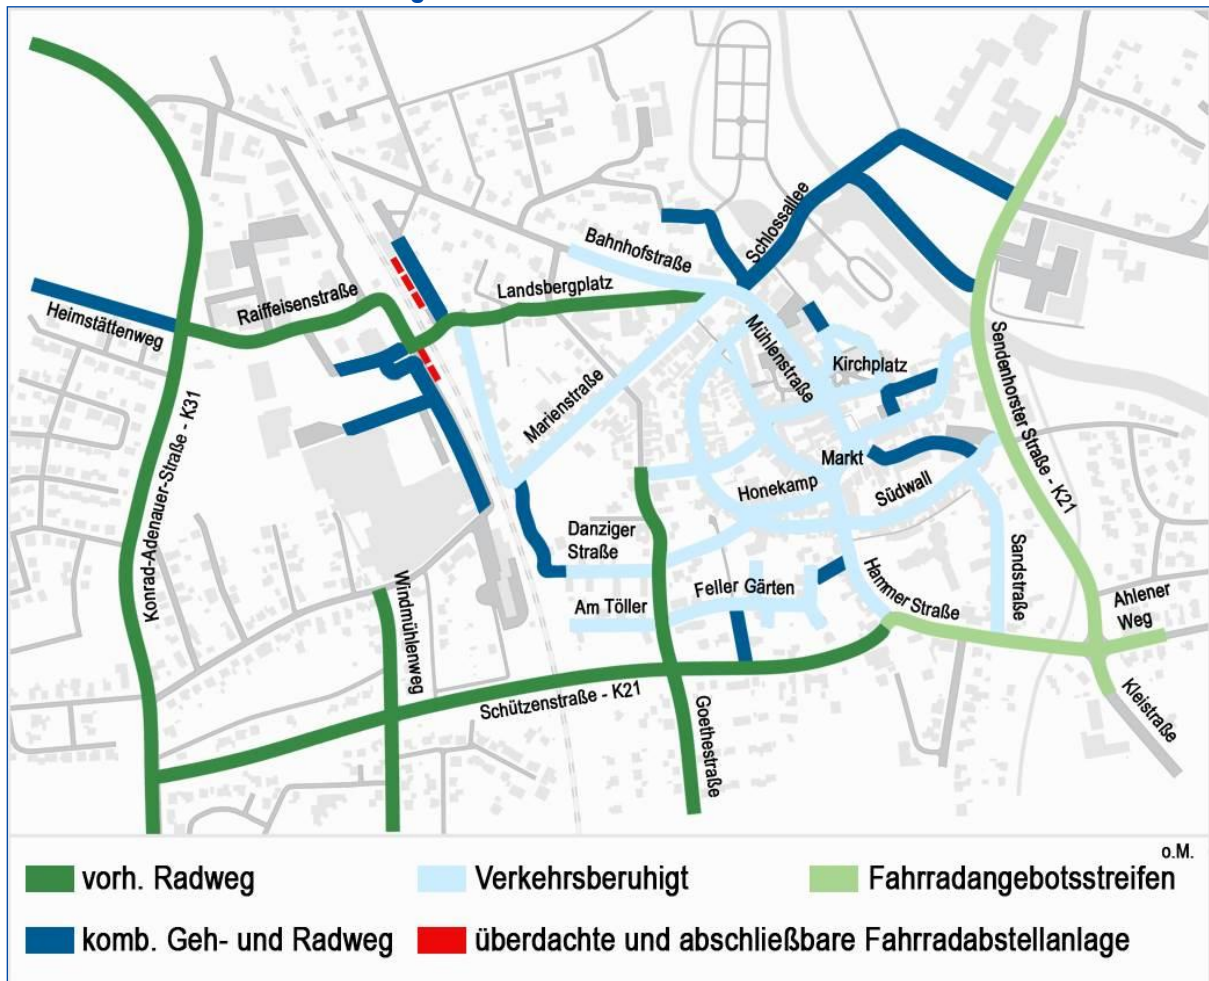 Schlossallee
Bahnhofstraße
Landsbergplatz
Raiffeisenstraße
Heimstättenweg
Mühlenstraße
Kirchplatz
Sendenhorster Straße - K21
Marienstraße
Konrad-Adenauer-Straße - K31
Markt
Honekamp
Südwall
Danziger
Straße
Sandstraße
Windmühlenweg
Feller Gärten
Hammer Straße
Am Töller
Ahlener
Weg
Schützenstraße - K21
Goethestraße
Kleistraße
o.M.
vorh. Radweg
Verkehrsberuhigt
Fahrradangebotsstreifen
komb. Geh- und Radweg
überdachte und abschließbare Fahrradabstellanlage